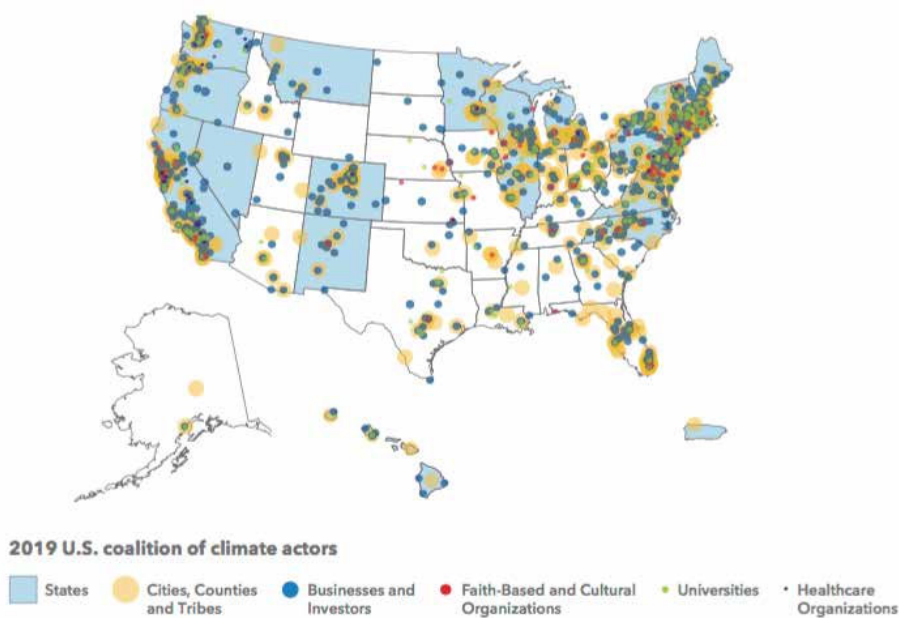 2019 U.S. coalition of climate actors
States
Cities, Counties
and Tribes
Businesses and
Investors
Faith-Based and Cultural
Organizations
Universities
Healthcare
Organizations